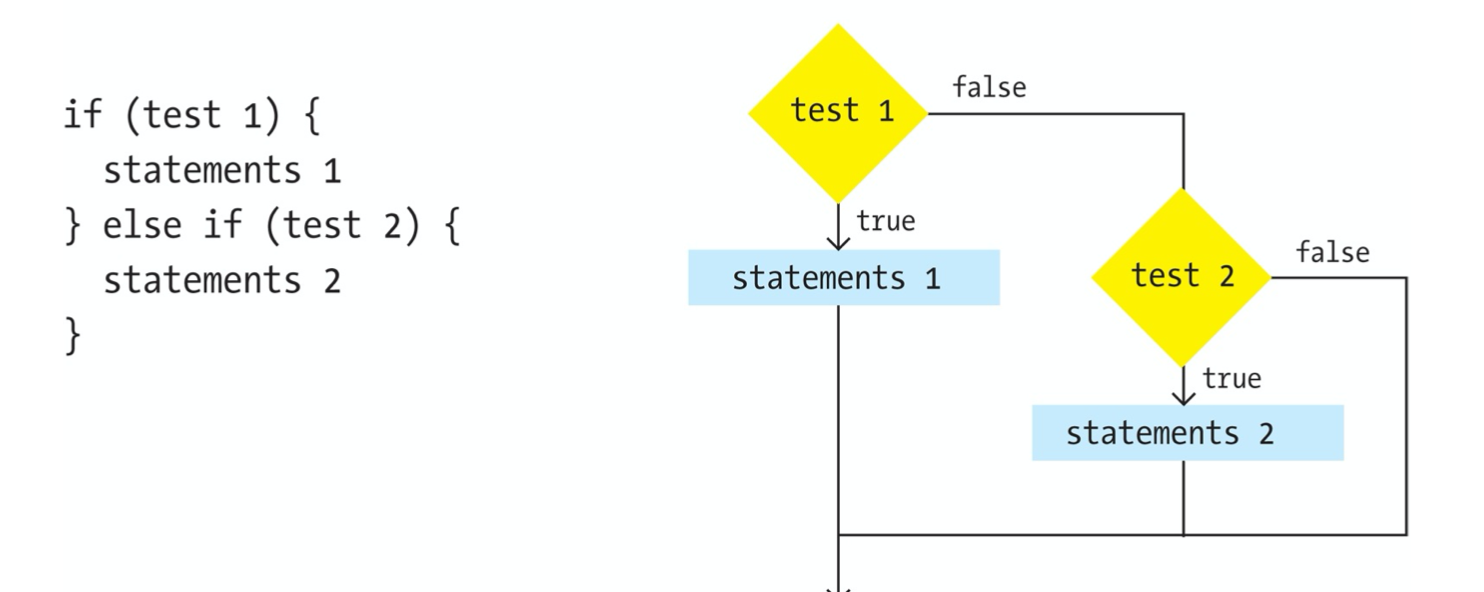 if (test 1) {
statements 1
} else if (test 2) {
statements 2
}
test 1
false
true
statements 1
test 2
false
true
statements 2